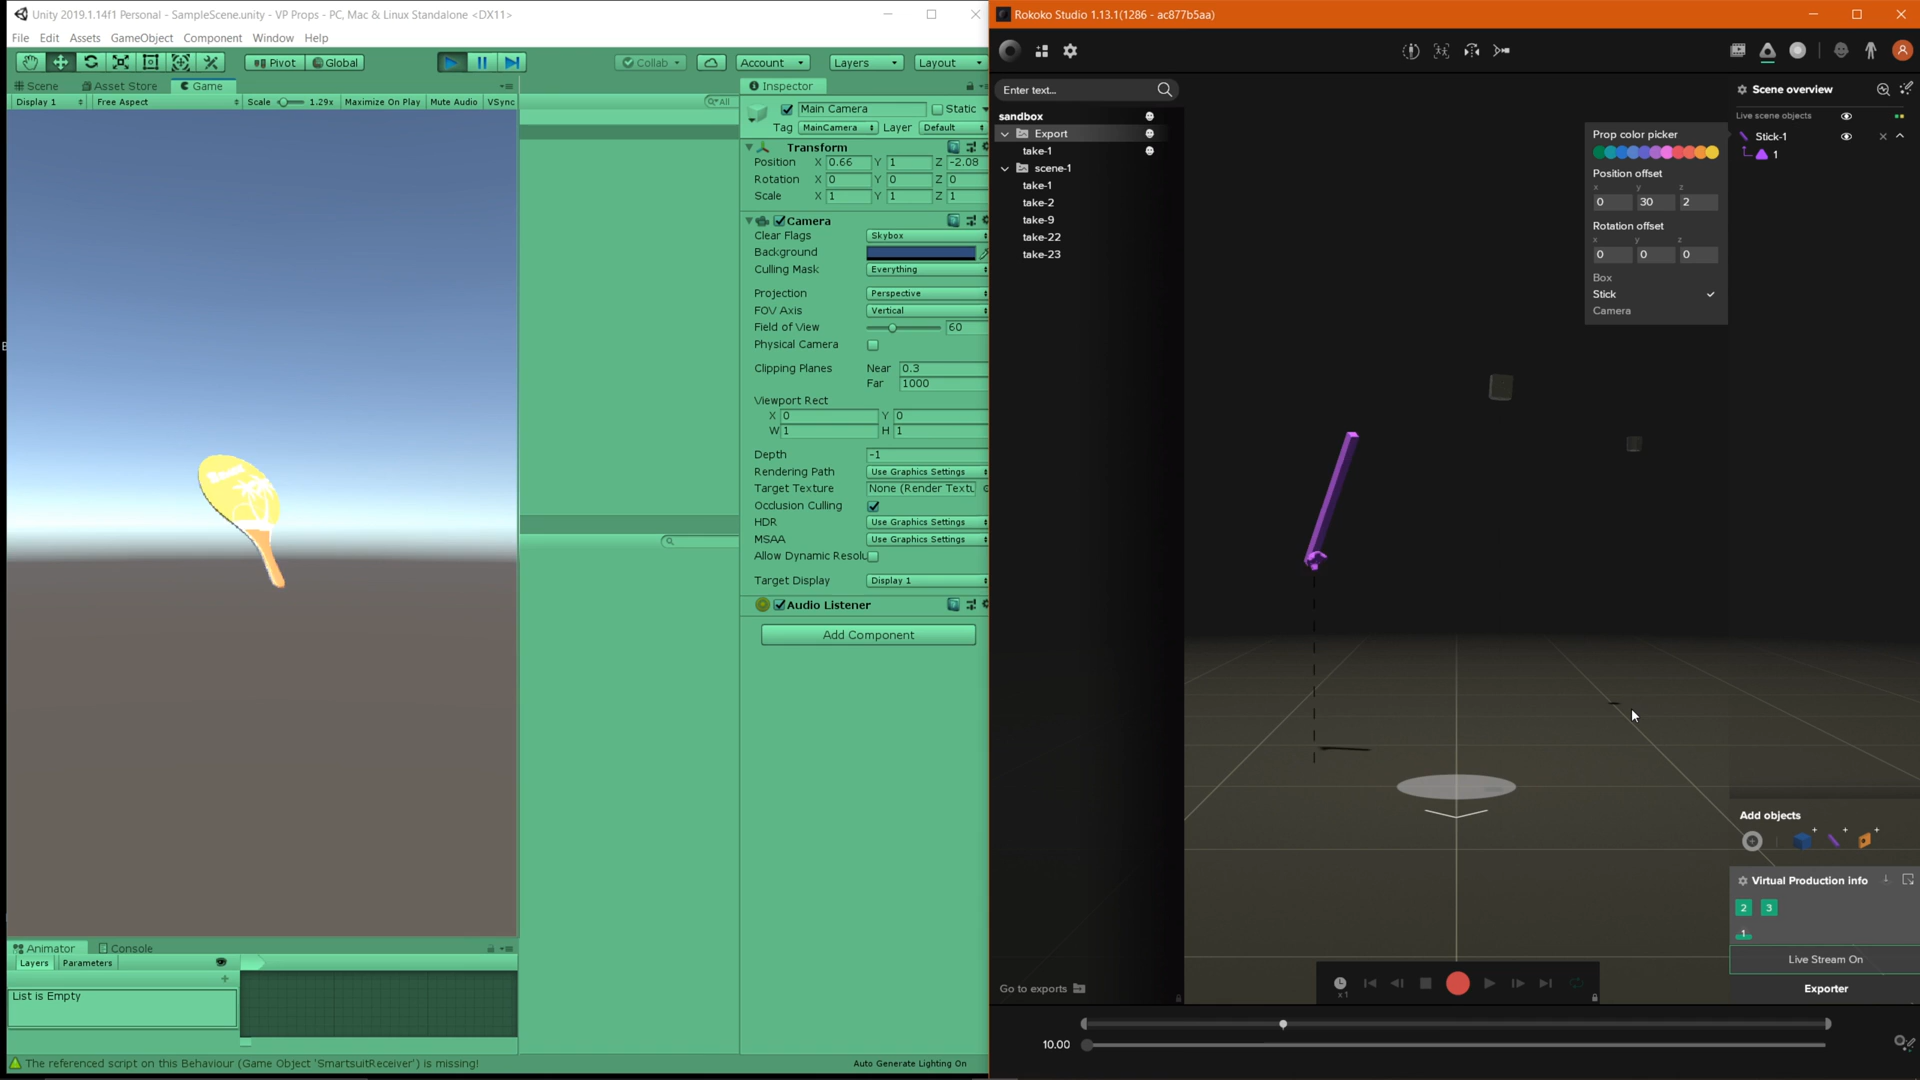 Unity 2019.1.14f1 Personal - SampleScene.unity - VP Props - PC, Mac & Linux Standalone <DX11>
File Edit Assets GameObject Component Window Help
Pivot Global Collab Account Layers Layout
Scene Asset Store Game
Display 1 Free Aspect Scale 1.29x Maximize On Play Mute Audio VSync
All
Inspector
Main Camera Static
Tag MainCamera Layer Default
Transform
Position X 0.66 Y 1 Z -2.08
Rotation X 0 Y 0 Z 0
Scale X 1 Y 1 Z 1
Camera
Clear Flags Skybox
Background
Culling Mask Everything
Projection Perspective
FOV Axis Vertical
Field of View 60
Physical Camera
Clipping Planes Near 0.3
Far 1000
Viewport Rect
X 0 Y 0
W 1 H 1
Depth -1
Rendering Path Use Graphics Settings
Target Texture None (Render Textu
Occlusion Culling
HDR Use Graphics Settings
MSAA Use Graphics Settings
Allow Dynamic Resolu
Target Display Display 1
Audio Listener
Add Component
Animator Console
Layers Parameters
List is Empty
The referenced script on this Behaviour (Game Object 'SmartsuitReceiver') is missing!
Auto Generate Lighting On
Rokoko Studio 1.13.1(1286 - ac877b5aa)
Enter text...
sandbox
Export
take-1
scene-1
take-1
take-2
take-9
take-22
take-23
Go to exports
Prop color picker
Position offset
x y z
0 30 2
Rotation offset
x y z
0 0 0
Box
Stick
Camera
Scene overview
Live scene objects
Stick-1
1
Add objects
Virtual Production info
2 3
1
Live Stream On
Exporter
x1
10.00